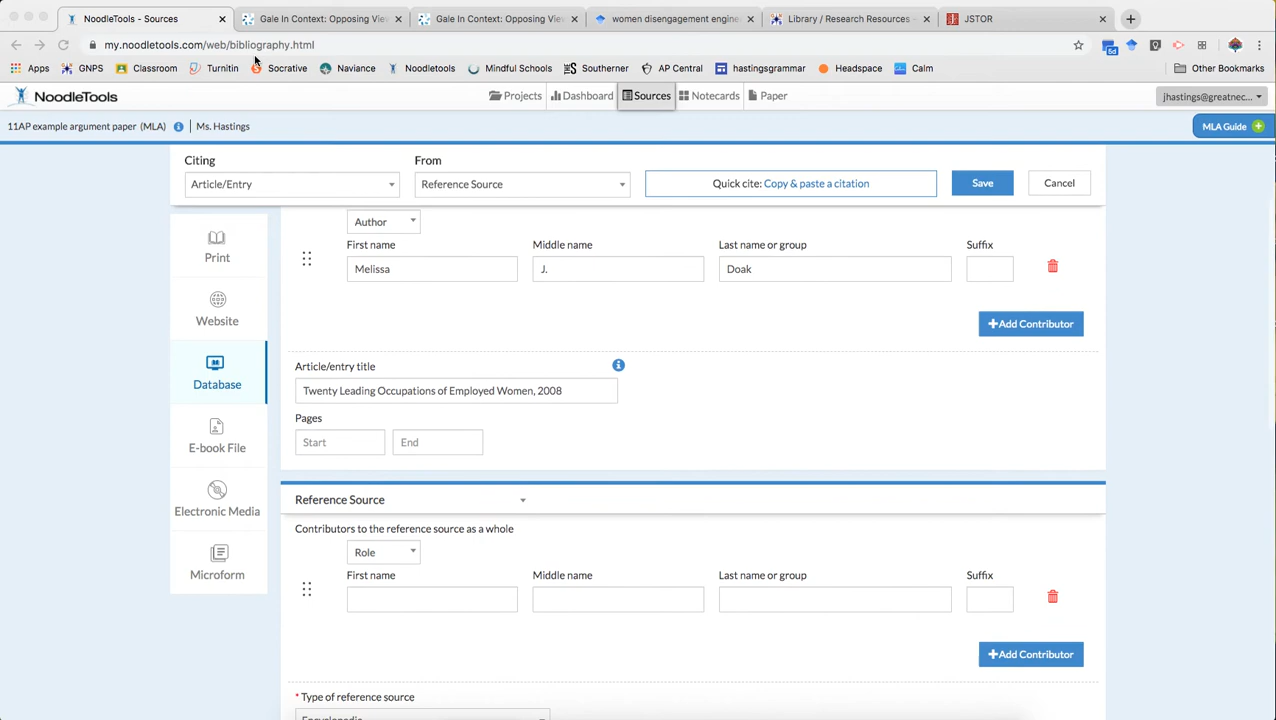 NoodleTools - Sources
Gale In Context: Opposing Vie
Gale In Context: Opposing Vie
women disengagement engine
Library / Research Resources -
JSTOR
my.noodletools.com/web/bibliography.html
6d
Apps GNPS Classroom Turnitin Socrative Naviance Noodletools Mindful Schools Southerner AP Central hastingsgrammar Headspace Calm Other Bookmarks
NoodleTools Projects Dashboard Sources Notecards Paper jhastings@greatnec...
11AP example argument paper (MLA) Ms. Hastings MLA Guide
Citing From
Article/Entry Reference Source Quick cite: Copy & paste a citation Save Cancel
Author
First name Middle name Last name or group Suffix
Melissa J. Doak
+Add Contributor
Article/entry title
Twenty Leading Occupations of Employed Women, 2008
Pages
Start End
Print
Website
Database
E-book File
Electronic Media
Microform
Reference Source
Contributors to the reference source as a whole
Role
First name Middle name Last name or group Suffix
+Add Contributor
* Type of reference source
Encyclopedia